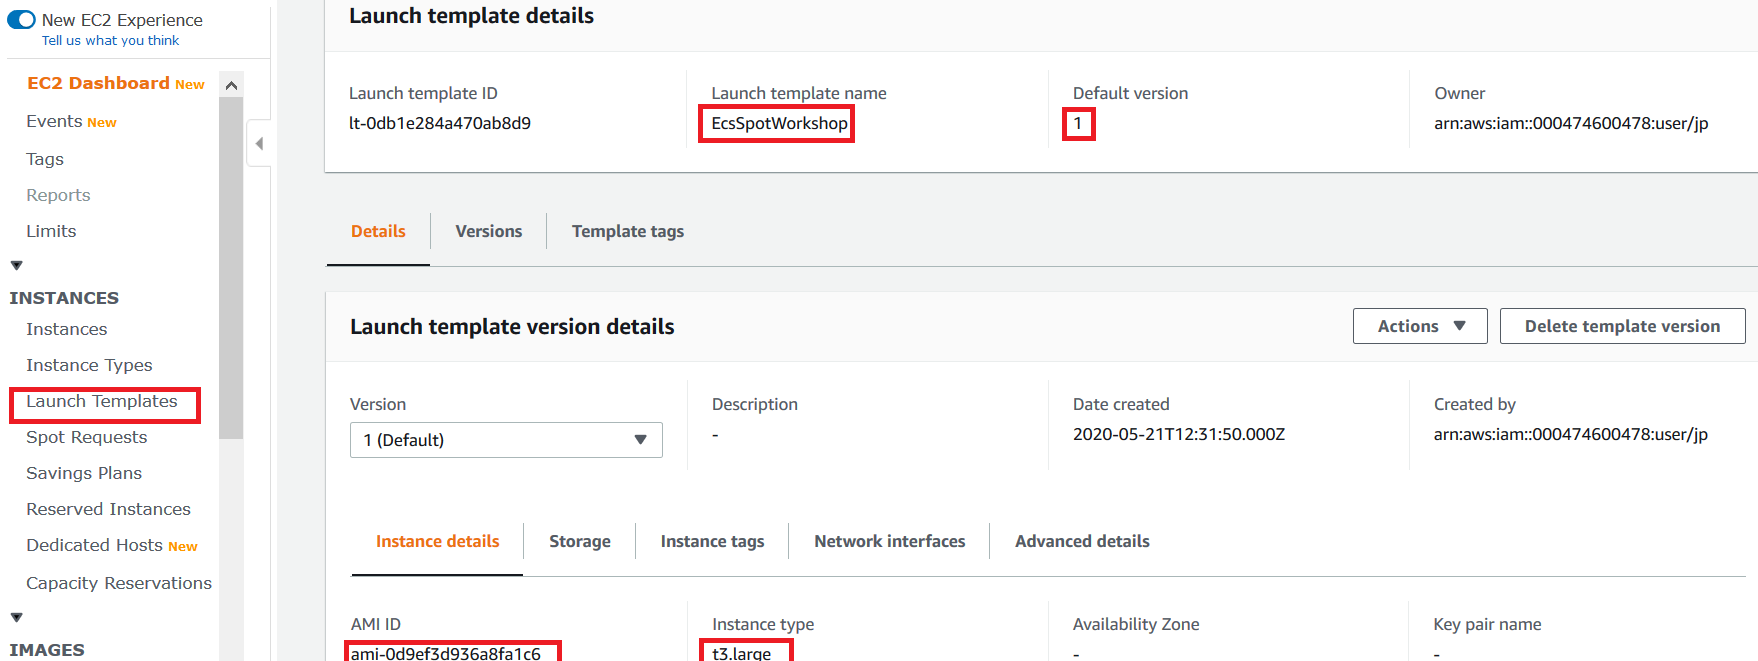 New EC2 Experience
Tell us what you think
EC2 Dashboard New
Events New
Tags
Reports
Limits
INSTANCES
Instances
Instance Types
Launch Templates
Spot Requests
Savings Plans
Reserved Instances
Dedicated Hosts New
Capacity Reservations
IMAGES
Launch template details
Launch template ID
lt-0db1e284a470ab8d9
Launch template name
EcsSpotWorkshop
Default version
1
Owner
arn:aws:iam::000474600478:user/jp
Details
Versions
Template tags
Launch template version details
Actions
Delete template version
Version
1 (Default)
Description
-
Date created
2020-05-21T12:31:50.000Z
Created by
arn:aws:iam::000474600478:user/jp
Instance details
Storage
Instance tags
Network interfaces
Advanced details
AMI ID
ami-0d9ef3d936a8fa1c6
Instance type
t3.large
Availability Zone
-
Key pair name
-